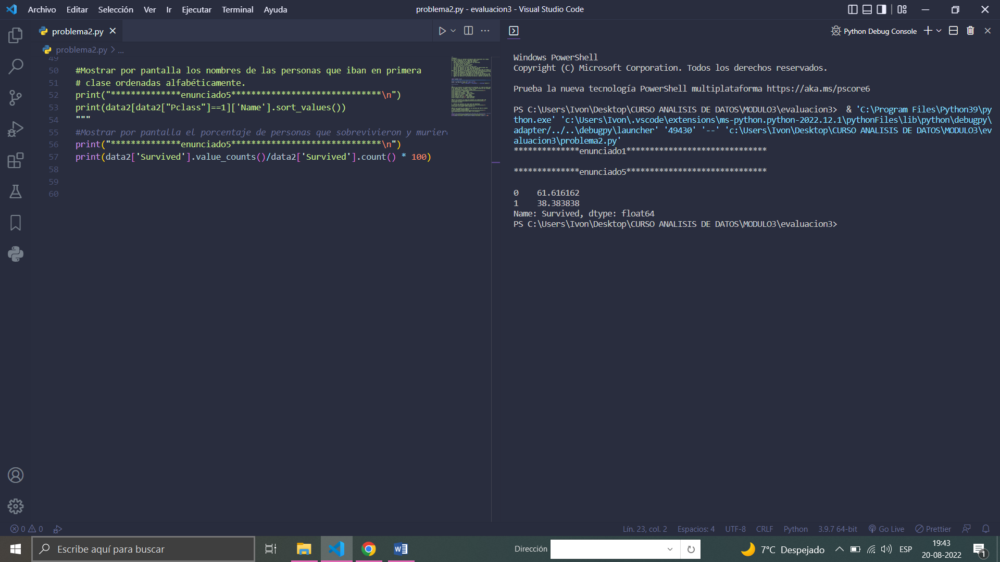 Archivo Editar Selección Ver Ir Ejecutar Terminal Ayuda
problema2.py - evaluacion3 - Visual Studio Code
problema2.py
problema2.py > ...
49
50 #Mostrar por pantalla los nombres de las personas que iban en primera
51 # clase ordenadas alfabéticamente.
52 print("**************enunciado5******************************\n")
53 print(data2[data2["Pclass"]==1]['Name'].sort_values())
54 """
55 #Mostrar por pantalla el porcentaje de personas que sobrevivieron y muriero
56 print("**************enunciado5******************************\n")
57 print(data2['Survived'].value_counts()/data2['Survived'].count() * 100)
58
59
60
Python Debug Console
Windows PowerShell
Copyright (C) Microsoft Corporation. Todos los derechos reservados.
Prueba la nueva tecnología PowerShell multiplataforma https://aka.ms/pscore6
PS C:\Users\Ivon\Desktop\CURSO ANALISIS DE DATOS\MODULO3\evaluacion3> & 'C:\Program Files\Python39\py
thon.exe' 'c:\Users\Ivon\.vscode\extensions\ms-python.python-2022.12.1\pythonFiles\lib\python\debugpy\
adapter/../..\debugpy\launcher' '49430' '--' 'c:\Users\Ivon\Desktop\CURSO ANALISIS DE DATOS\MODULO3\ev
aluacion3\problema2.py'
**************enunciado1******************************
**************enunciado5******************************
0 61.616162
1 38.383838
Name: Survived, dtype: float64
PS C:\Users\Ivon\Desktop\CURSO ANALISIS DE DATOS\MODULO3\evaluacion3>
0 0
Lín. 23, col. 2 Espacios: 4 UTF-8 CRLF Python 3.9.7 64-bit Go Live Prettier
Escribe aquí para buscar
Dirección
7°C Despejado
ESP
19:43
20-08-2022
1